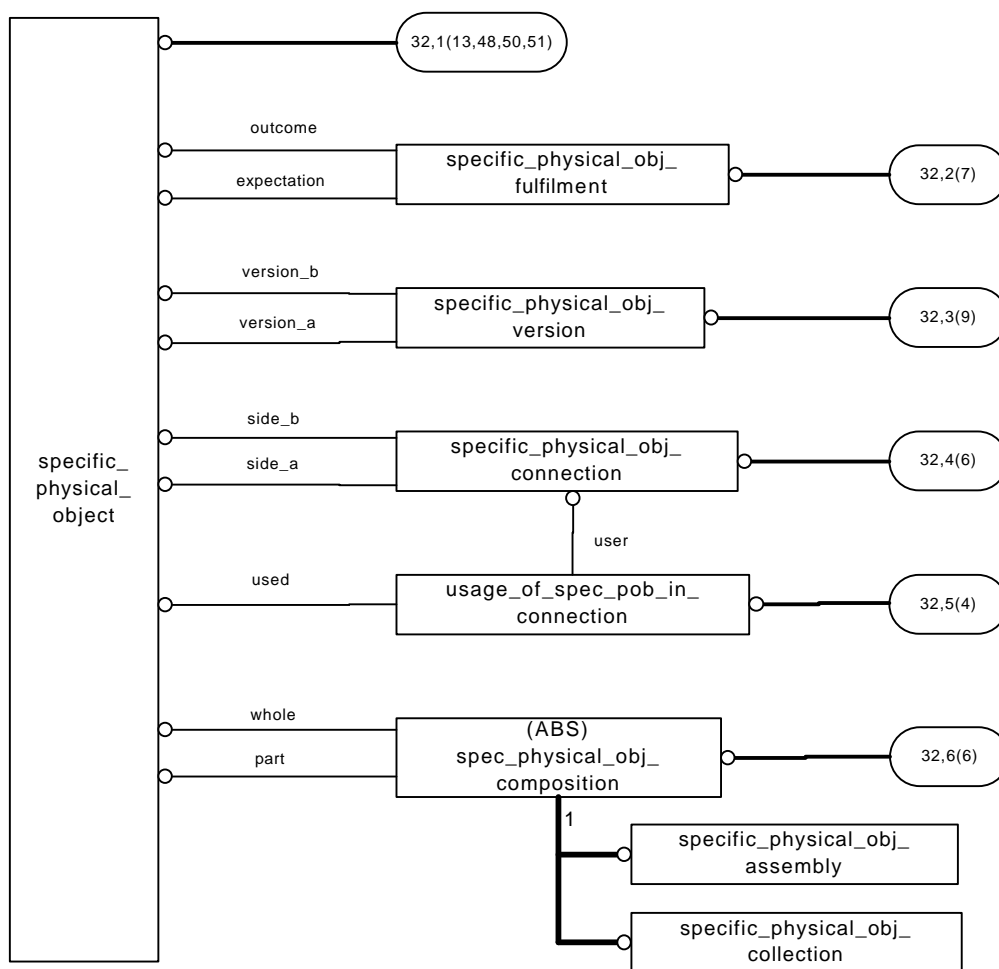 32,1(13,48,50,51)
outcome
specific_physical_obj_
fulfilment
expectation
32,2(7)
version_b
specific_physical_obj_
version
version_a
32,3(9)
side_b
specific_physical_obj_
connection
side_a
32,4(6)
specific_
physical_
object
user
used
usage_of_spec_pob_in_
connection
32,5(4)
whole
(ABS)
spec_physical_obj_
composition
part
32,6(6)
1
specific_physical_obj_
assembly
specific_physical_obj_
collection